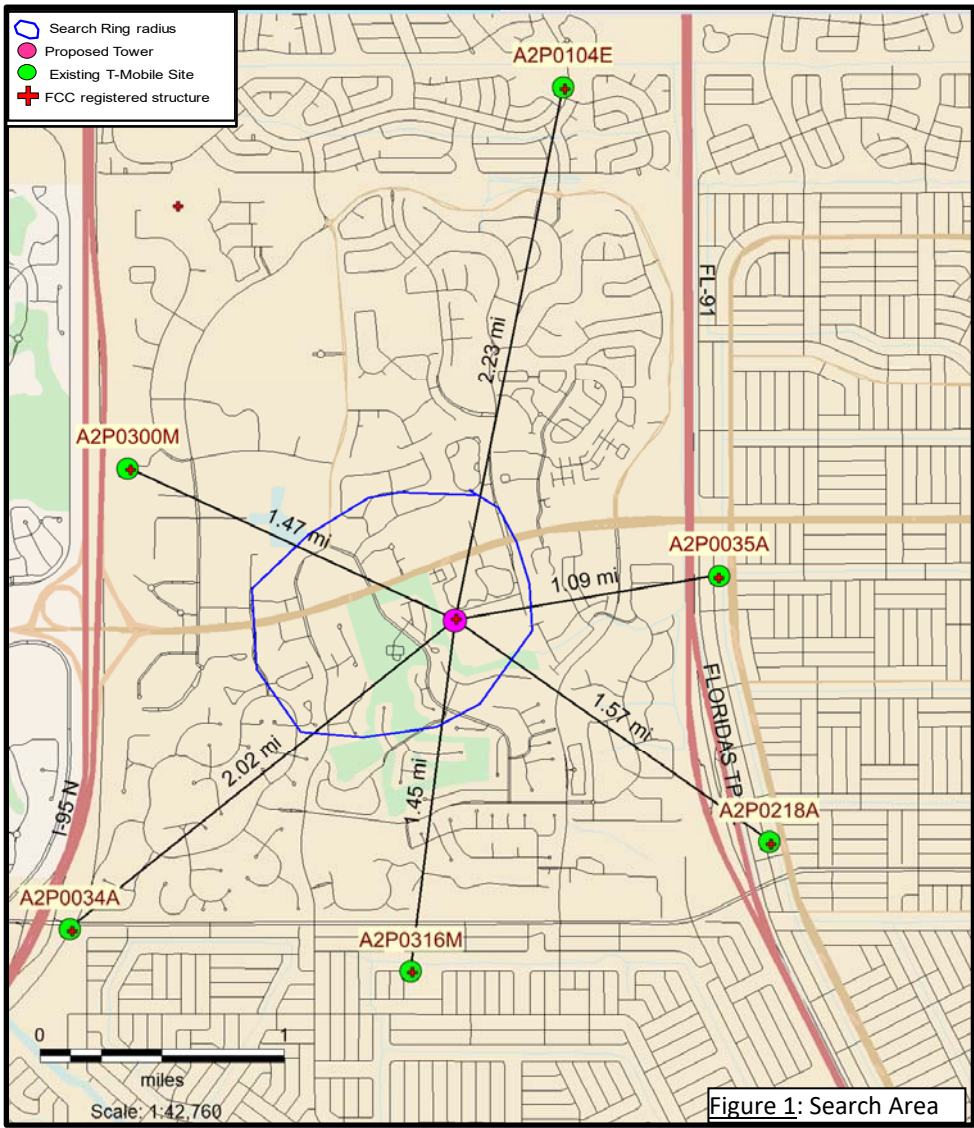 Search Ring radius
Proposed Tower
Existing T-Mobile Site
FCC registered structure
A2P0104E
FL-91
2.23 mi
A2P0300M
1.47 mi
A2P0035A
1.09 mi
FLORIDAS TP
1.57 mi
2.02 mi
1.45 mi
I-95 N
A2P0218A
A2P0034A
A2P0316M
0 1
miles
Scale: 1:42,760
Figure 1: Search Area